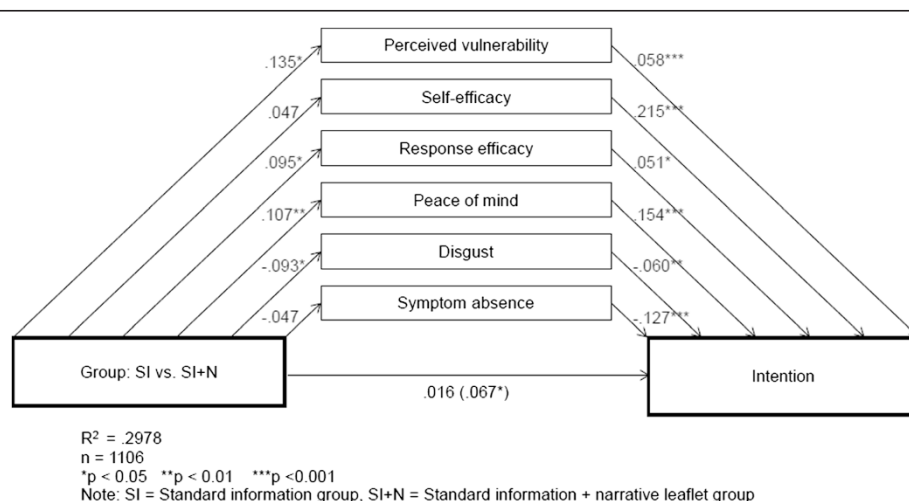 Perceived vulnerability
.135*
.058***
Self-efficacy
.047
.215***
Response efficacy
.095*
.051*
Peace of mind
.107**
.154***
Disgust
-.093*
-.060**
Symptom absence
-.047
-.127***
Group: SI vs. SI+N
Intention
.016 (.067*)
R² = .2978
n = 1106
*p < 0.05 **p < 0.01 ***p <0.001
Note: SI = Standard information group, SI+N = Standard information + narrative leaflet group